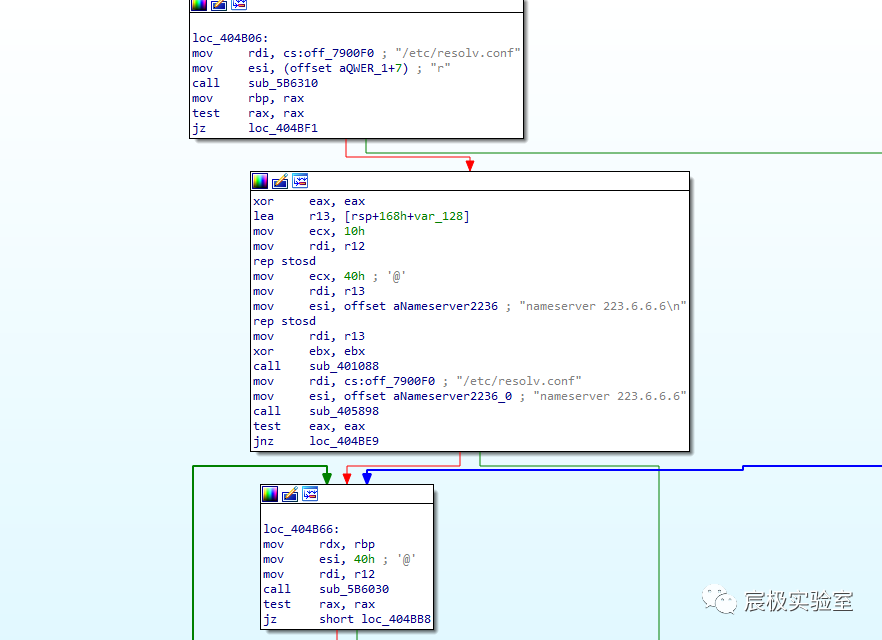 loc_404B06:
mov rdi, cs:off_7900F0 ; "/etc/resolv.conf"
mov esi, (offset aQWER_1+7) ; "r"
call sub_5B6310
mov rbp, rax
test rax, rax
jz loc_404BF1
xor eax, eax
lea r13, [rsp+168h+var_128]
mov ecx, 10h
mov rdi, r12
rep stosd
mov ecx, 40h ; '@'
mov rdi, r13
mov esi, offset aNameserver2236 ; "nameserver 223.6.6.6\n"
rep stosd
mov rdi, r13
xor ebx, ebx
call sub_401088
mov rdi, cs:off_7900F0 ; "/etc/resolv.conf"
mov esi, offset aNameserver2236_0 ; "nameserver 223.6.6.6"
call sub_405898
test eax, eax
jnz loc_404BE9
loc_404B66:
mov rdx, rbp
mov esi, 40h ; '@'
mov rdi, r12
call sub_5B6030
test rax, rax
jz short loc_404BB8
宸极实验室